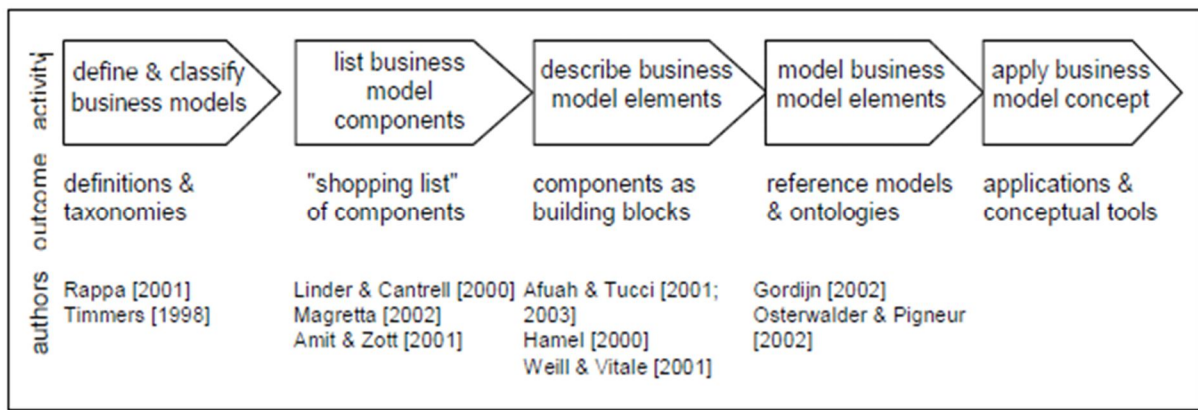 activity
define & classify
business models
list business
model
components
describe business
model elements
model business
model elements
apply business
model concept
outcome
definitions &
taxonomies
"shopping list"
of components
components as
building blocks
reference models
& ontologies
applications &
conceptual tools
authors
Rappa [2001]
Timmers [1998]
Linder & Cantrell [2000]
Magretta [2002]
Amit & Zott [2001]
Afuah & Tucci [2001;
2003]
Hamel [2000]
Weill & Vitale [2001]
Gordijn [2002]
Osterwalder & Pigneur
[2002]